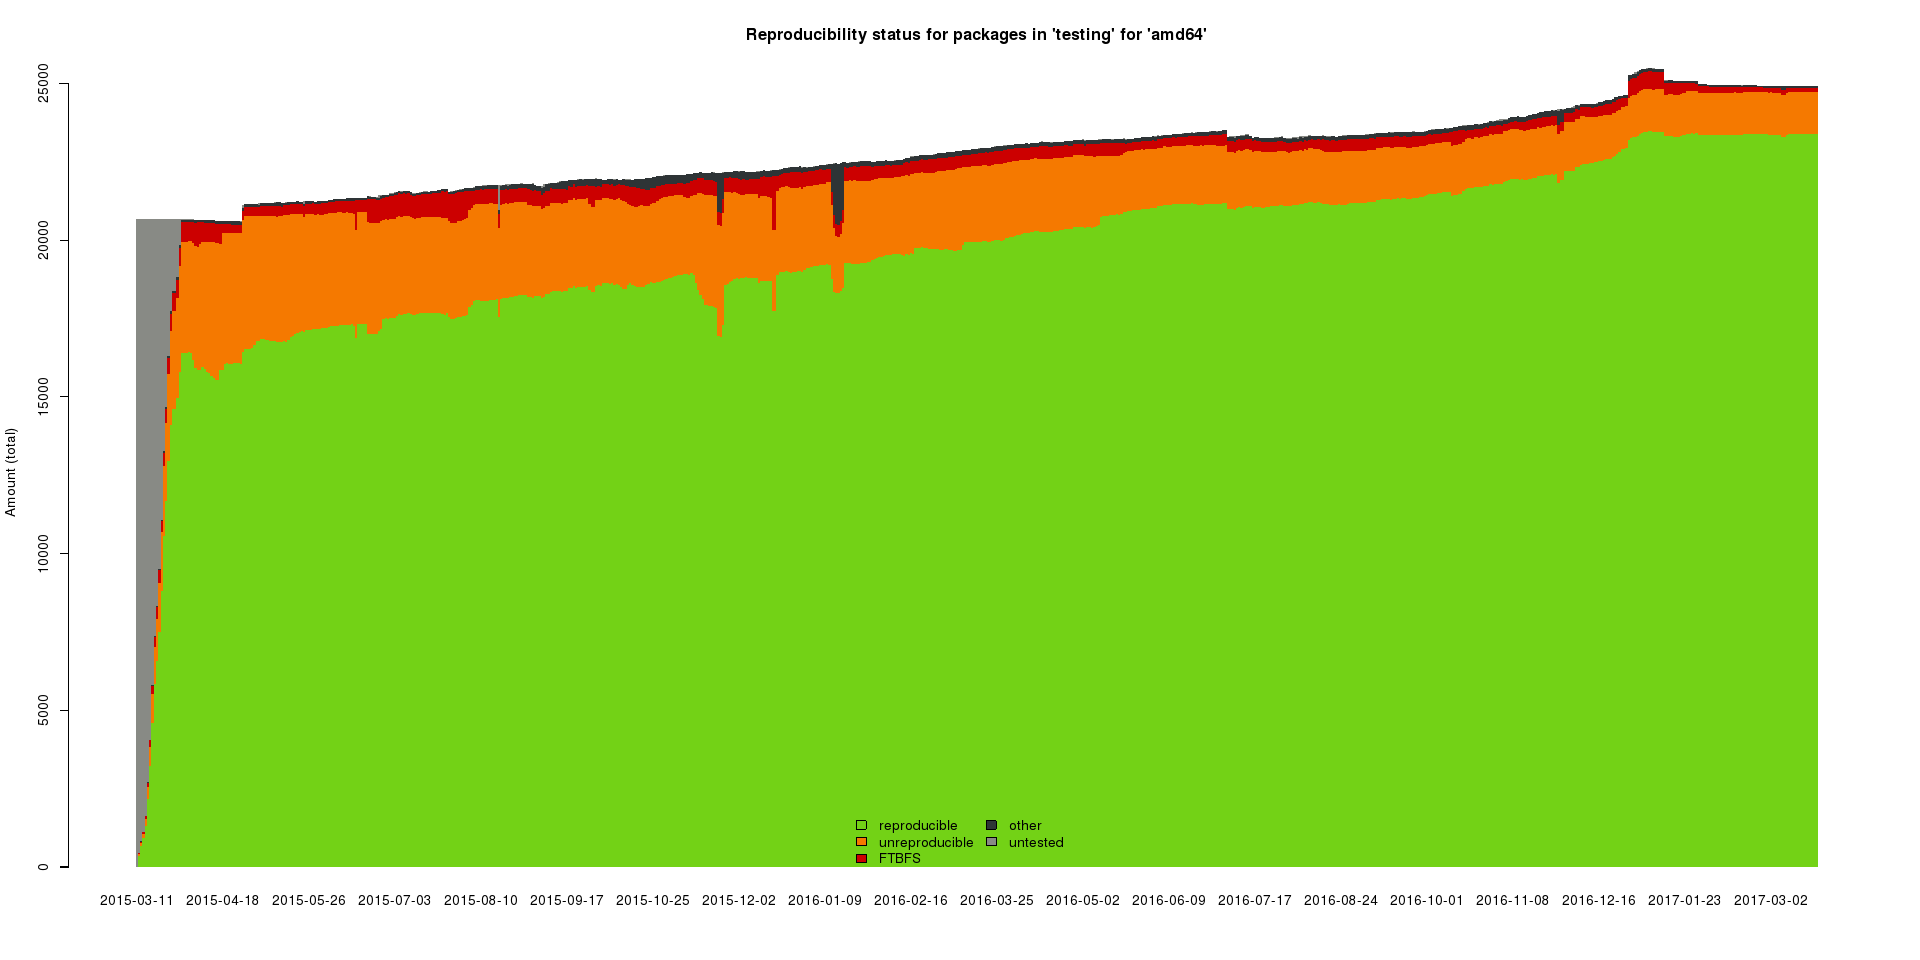 Reproducibility status for packages in 'testing' for 'amd64'
Amount (total)
25000
20000
15000
10000
5000
0
reproducible
unreproducible
FTBFS
other
untested
2015-03-11 2015-04-18 2015-05-26 2015-07-03 2015-08-10 2015-09-17 2015-10-25 2015-12-02 2016-01-09 2016-02-16 2016-03-25 2016-05-02 2016-06-09 2016-07-17 2016-08-24 2016-10-01 2016-11-08 2016-12-16 2017-01-23 2017-03-02